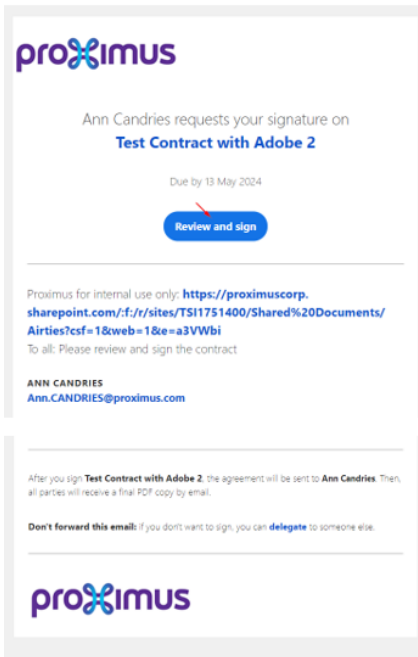 proximus
Ann Candries requests your signature on
Test Contract with Adobe 2
Due by 13 May 2024
Review and sign
Proximus for internal use only: https://proximuscorp.
sharepoint.com/:f:/r/sites/TSI1751400/Shared%20Documents/
Airties?csf=1&web=1&e=a3VWbi
To all: Please review and sign the contract
ANN CANDRIES
Ann.CANDRIES@proximus.com
After you sign Test Contract with Adobe 2, the agreement will be sent to Ann Candries. Then,
all parties will receive a final PDF copy by email.
Don't forward this email: If you don't want to sign, you can delegate to someone else.
proximus